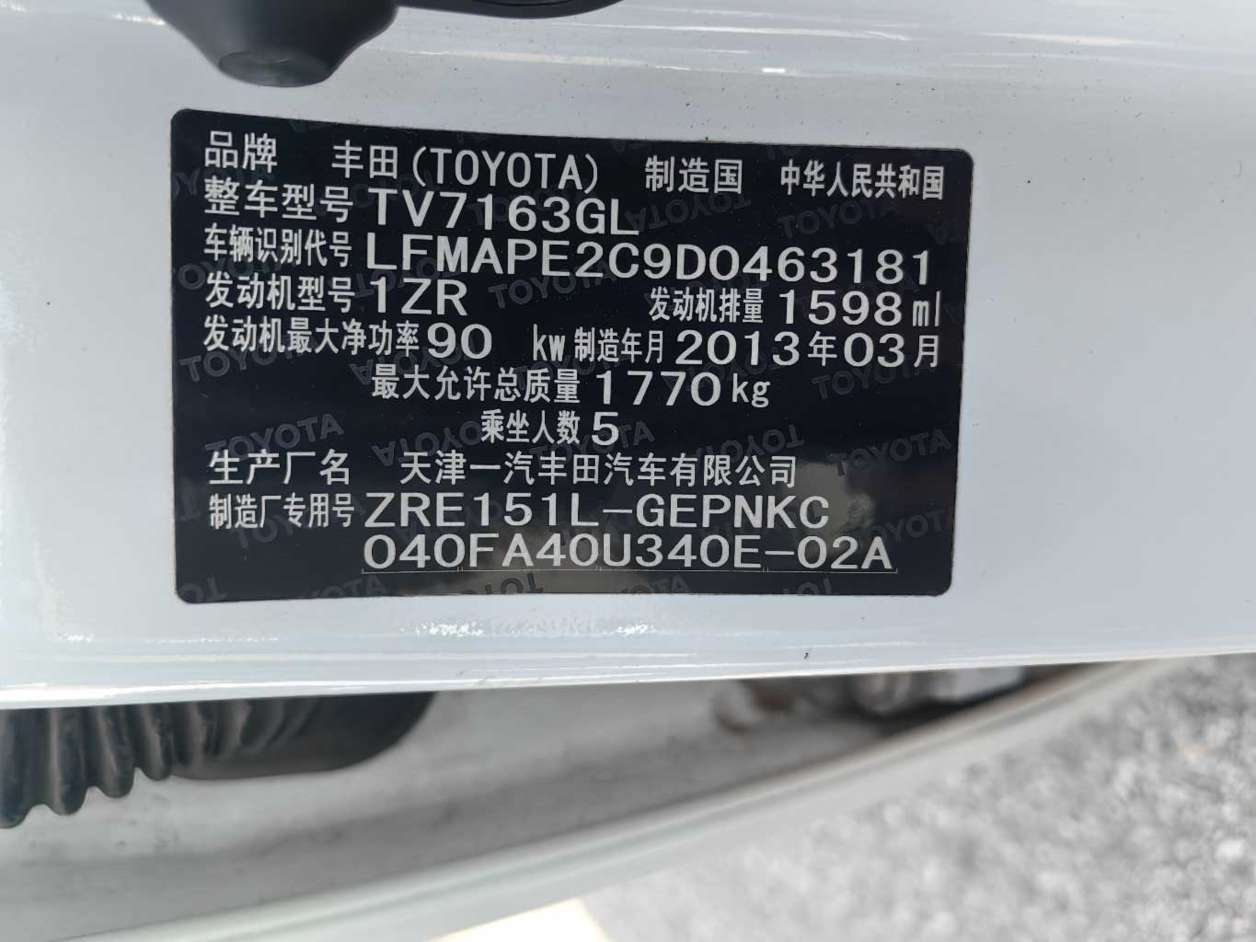 品牌 丰田(TOYOTA) 制造国 中华人民共和国
整车型号 TV7163GL
车辆识别代号 LFMAPE2C9D0463181
发动机型号 1ZR 发动机排量 1598 ml
发动机最大净功率 90 kw 制造年月 2013年03月
最大允许总质量 1770 kg
乘坐人数 5
生产厂名 天津一汽丰田汽车有限公司
制造厂专用号 ZRE151L-GEPNKC
040FA40U340E-02A